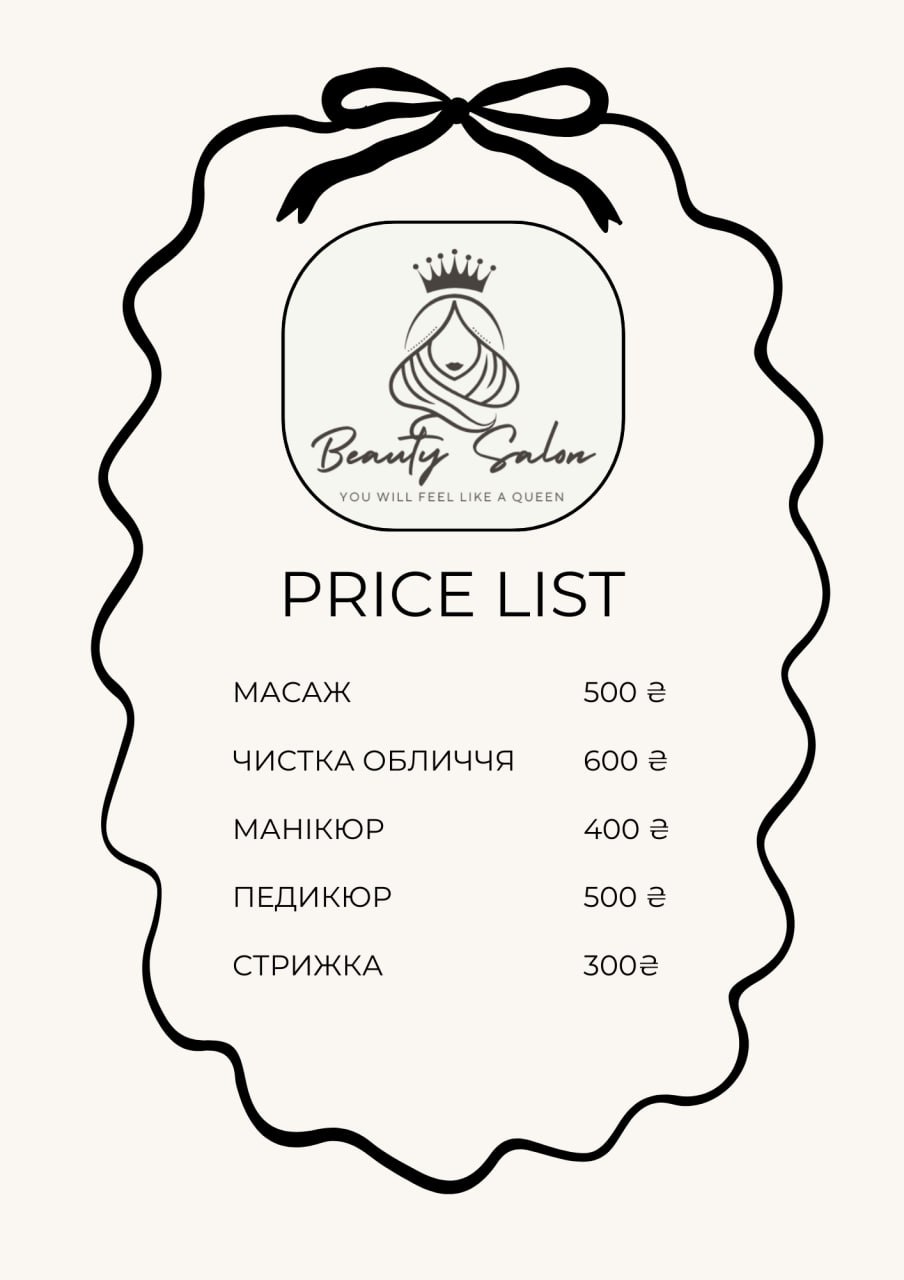 Beauty Salon
YOU WILL FEEL LIKE A QUEEN
PRICE LIST
МАСАЖ 500 ₴
ЧИСТКА ОБЛИЧЧЯ 600 ₴
МАНІКЮР 400 ₴
ПЕДИКЮР 500 ₴
СТРИЖКА 300₴